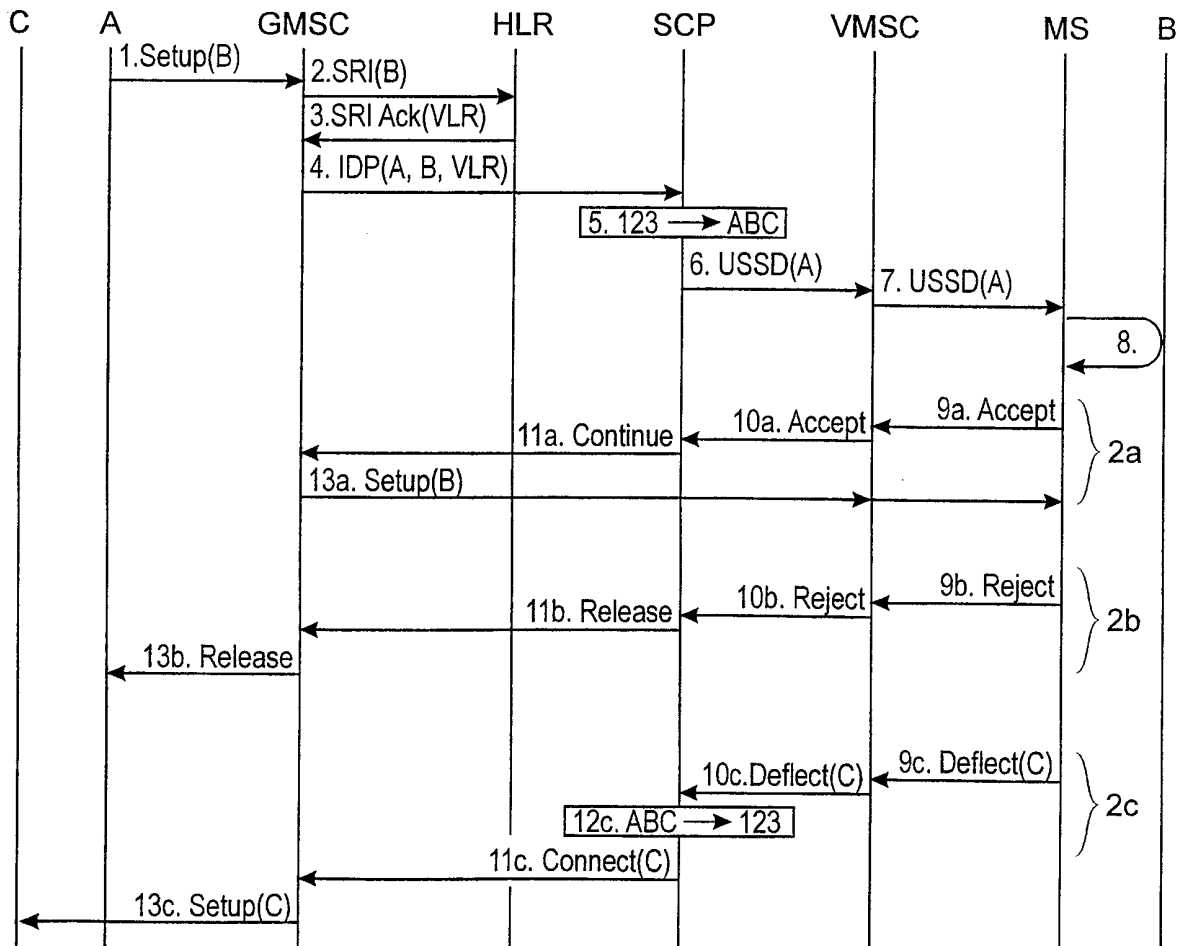 C A GMSC HLR SCP VMSC MS B
1.Setup(B)
2.SRI(B)
3.SRI Ack(VLR)
4. IDP(A, B, VLR)
5. 123 → ABC
6. USSD(A)
7. USSD(A)
8.
9a. Accept
10a. Accept
11a. Continue
2a
13a. Setup(B)
9b. Reject
10b. Reject
11b. Release
2b
13b. Release
9c. Deflect(C)
10c.Deflect(C)
2c
12c. ABC → 123
11c. Connect(C)
13c. Setup(C)